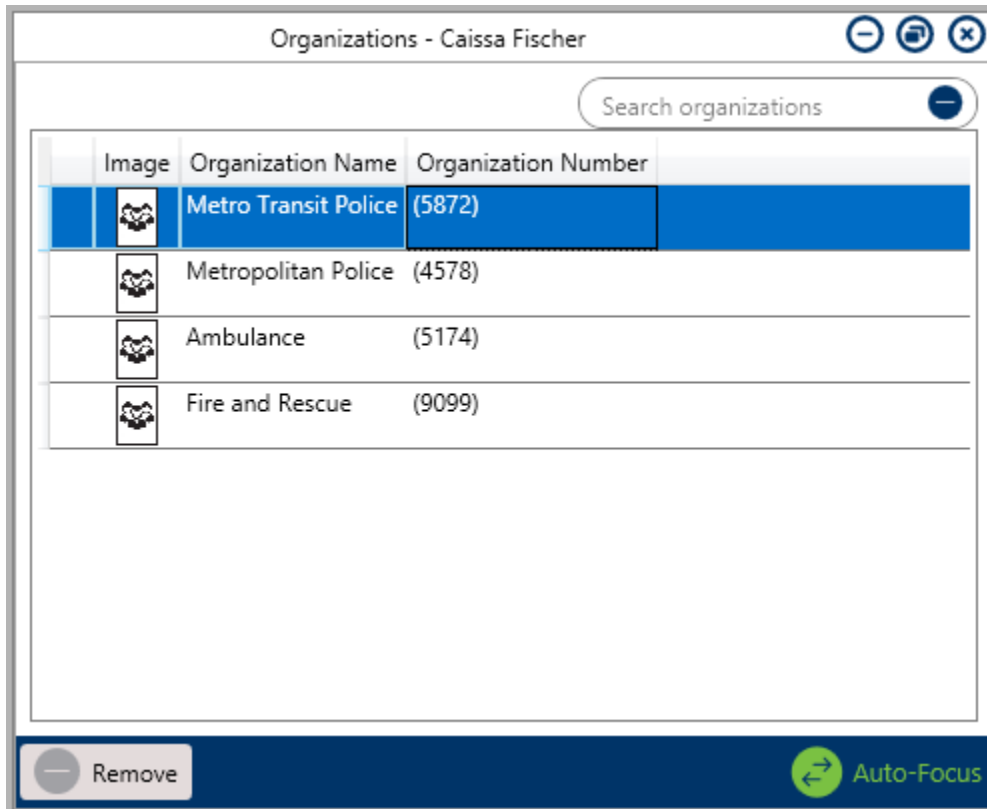 Organizations - Caissa Fischer
Search organizations
Image Organization Name Organization Number
Metro Transit Police (5872)
Metropolitan Police (4578)
Ambulance (5174)
Fire and Rescue (9099)
Remove Auto-Focus